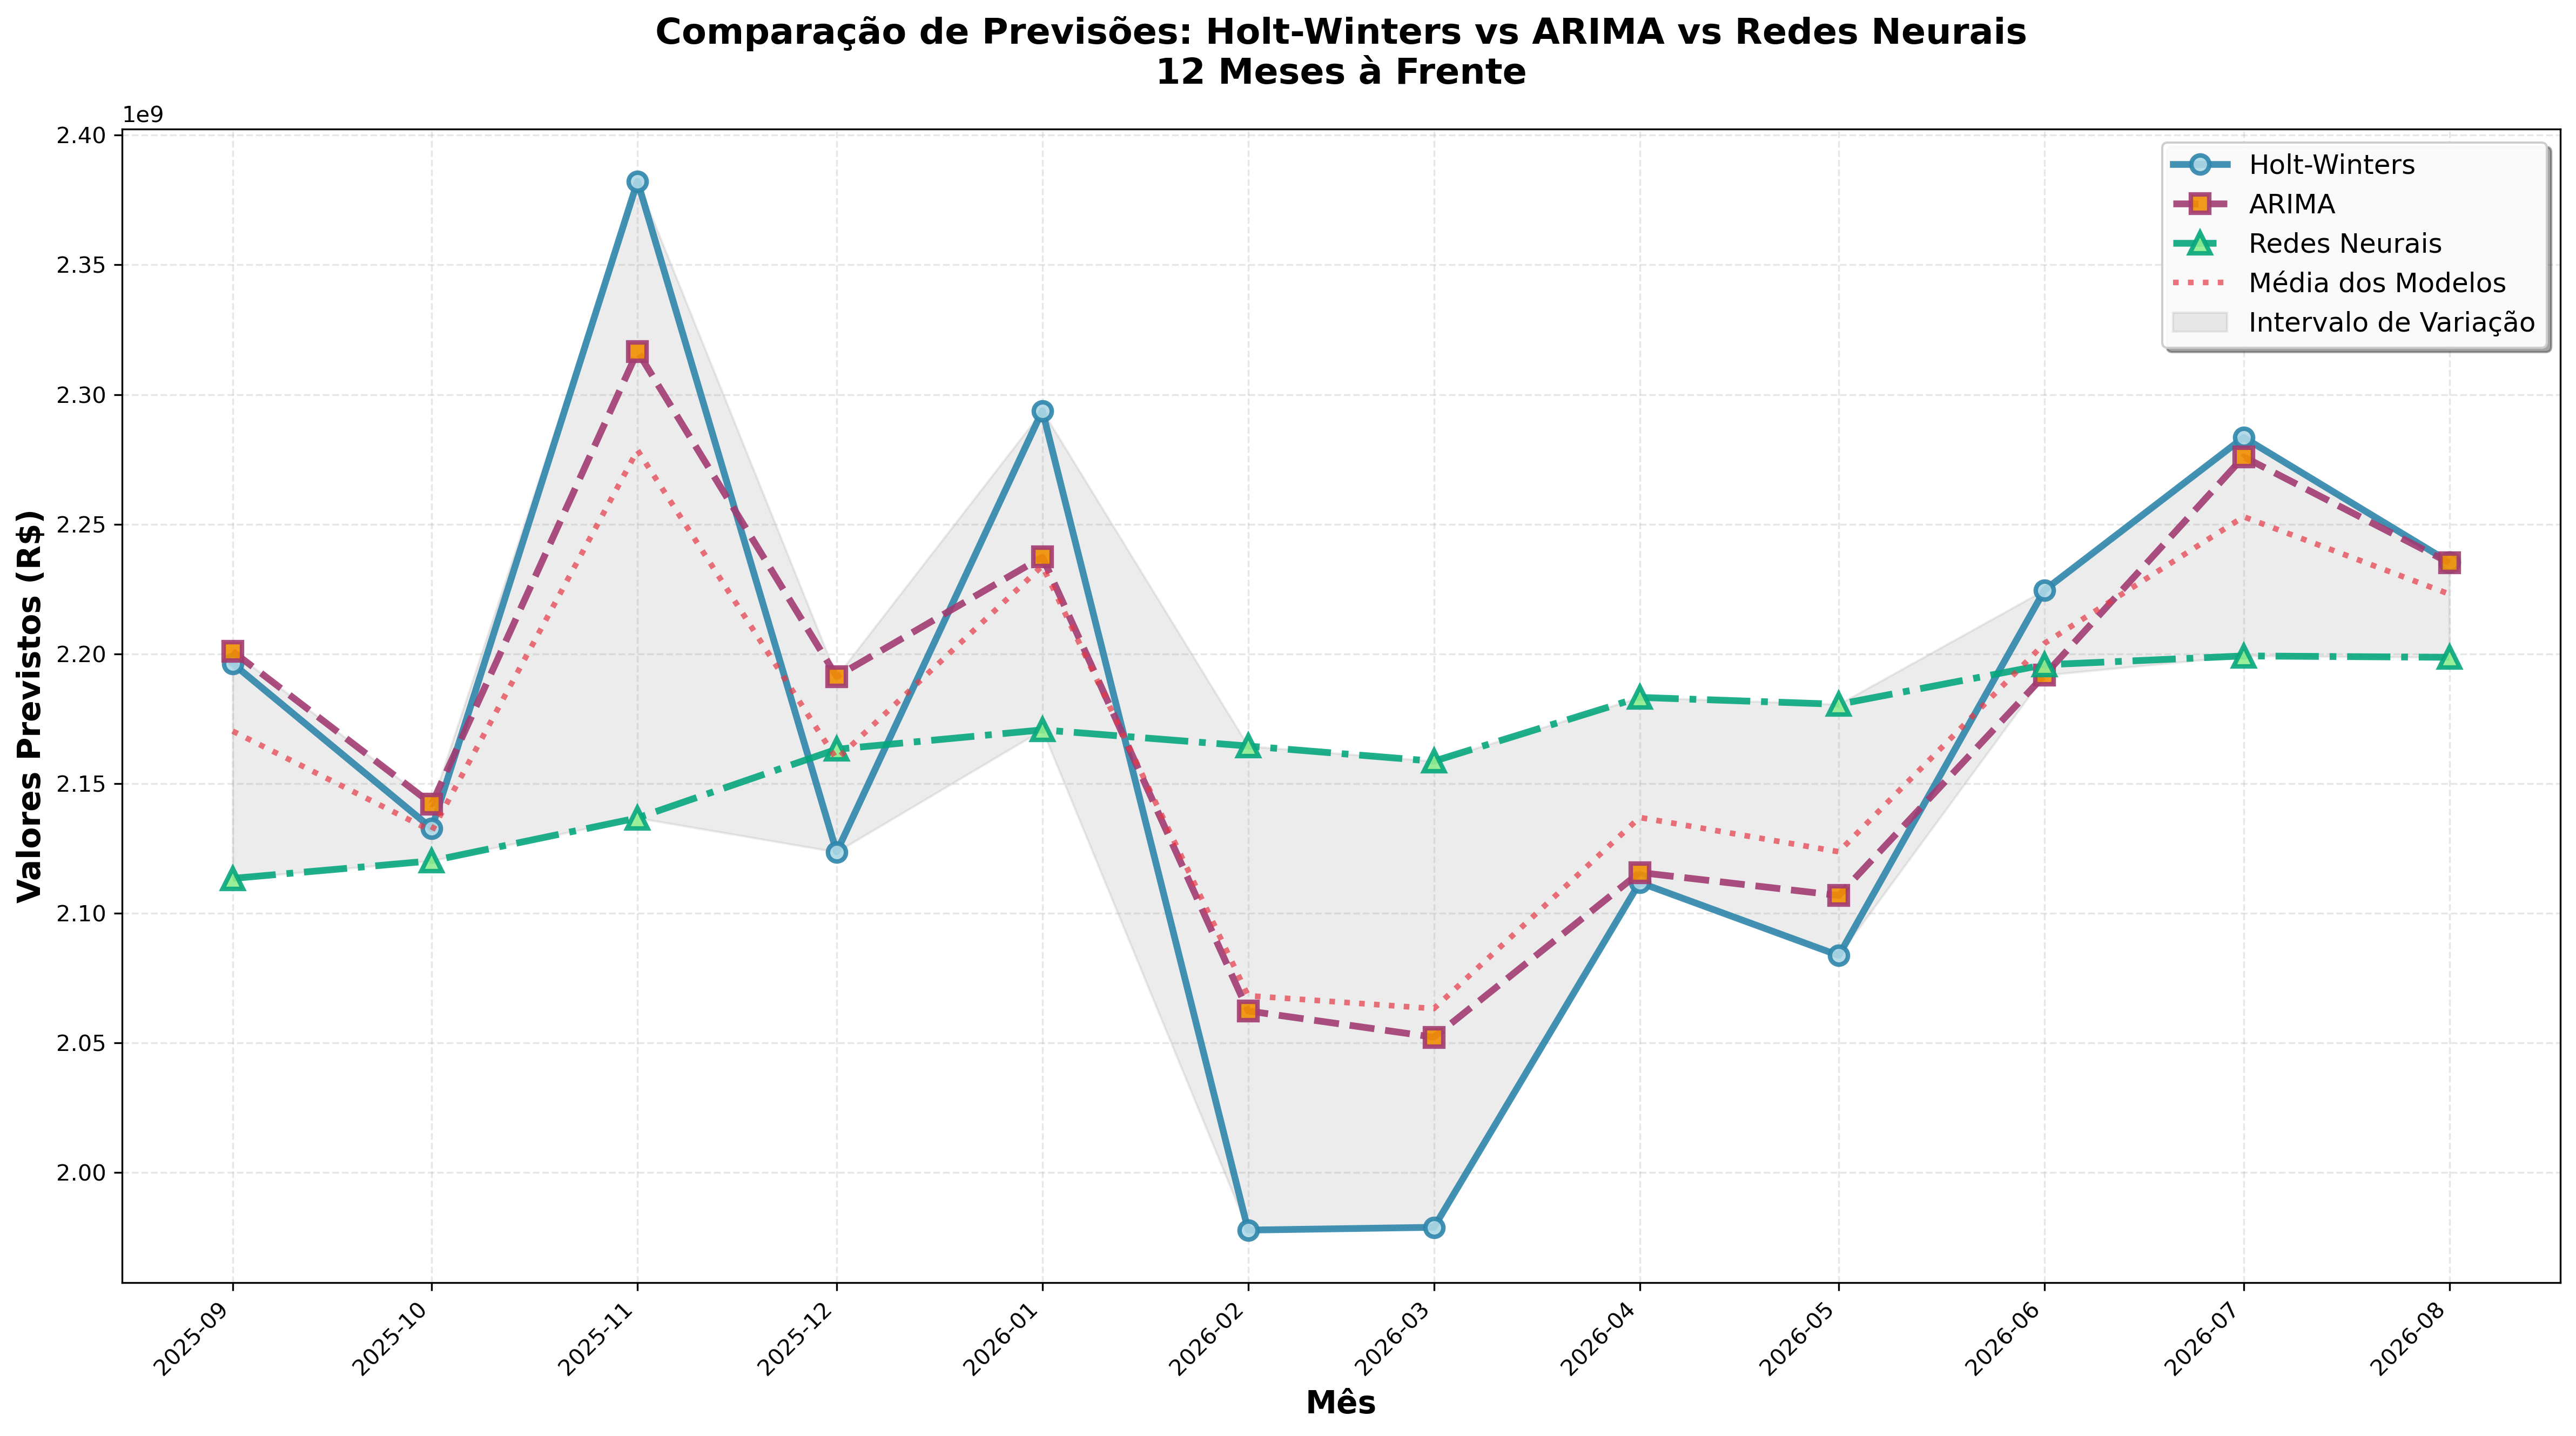 Comparação de Previsões: Holt-Winters vs ARIMA vs Redes Neurais
12 Meses à Frente
1e9
2.40
2.35
2.30
2.25
2.20
2.15
2.10
2.05
2.00
Valores Previstos (R$)
Holt-Winters
ARIMA
Redes Neurais
Média dos Modelos
Intervalo de Variação
2025-09
2025-10
2025-11
2025-12
2026-01
2026-02
2026-03
2026-04
2026-05
2026-06
2026-07
2026-08
Mês